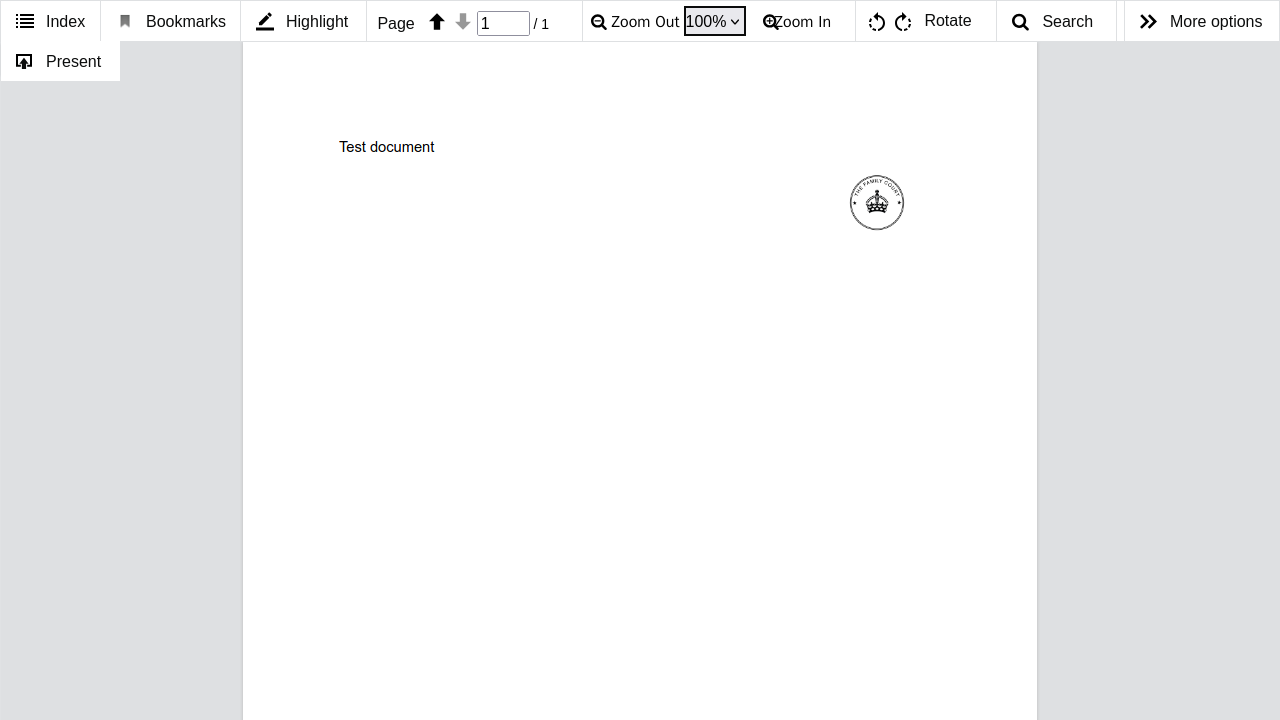 Index
Bookmarks
Highlight
Page
1
/ 1
Zoom Out
100%
Zoom In
Rotate
Search
More options
Present
Test document
THE FAMILY COURT